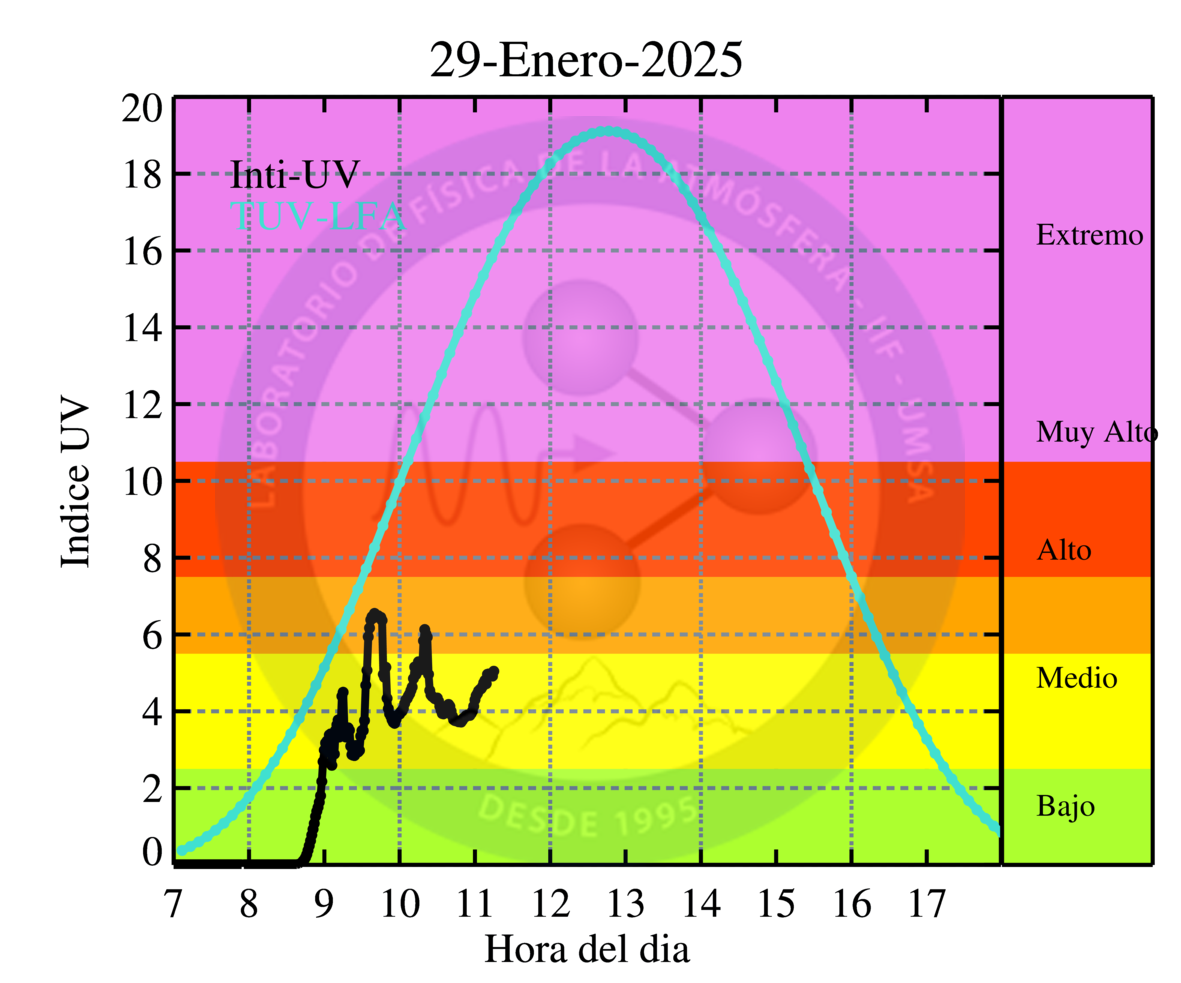 29-Enero-2025
20
18
16
14
12
10
8
6
4
2
0
Indice UV
Inti-UV
TUV-LFA
LABORATORIO DE FÍSICA DE LA ATMÓSFERA - IIF - UMSA
DESDE 1995
Extremo
Muy Alto
Alto
Medio
Bajo
7 8 9 10 11 12 13 14 15 16 17
Hora del dia